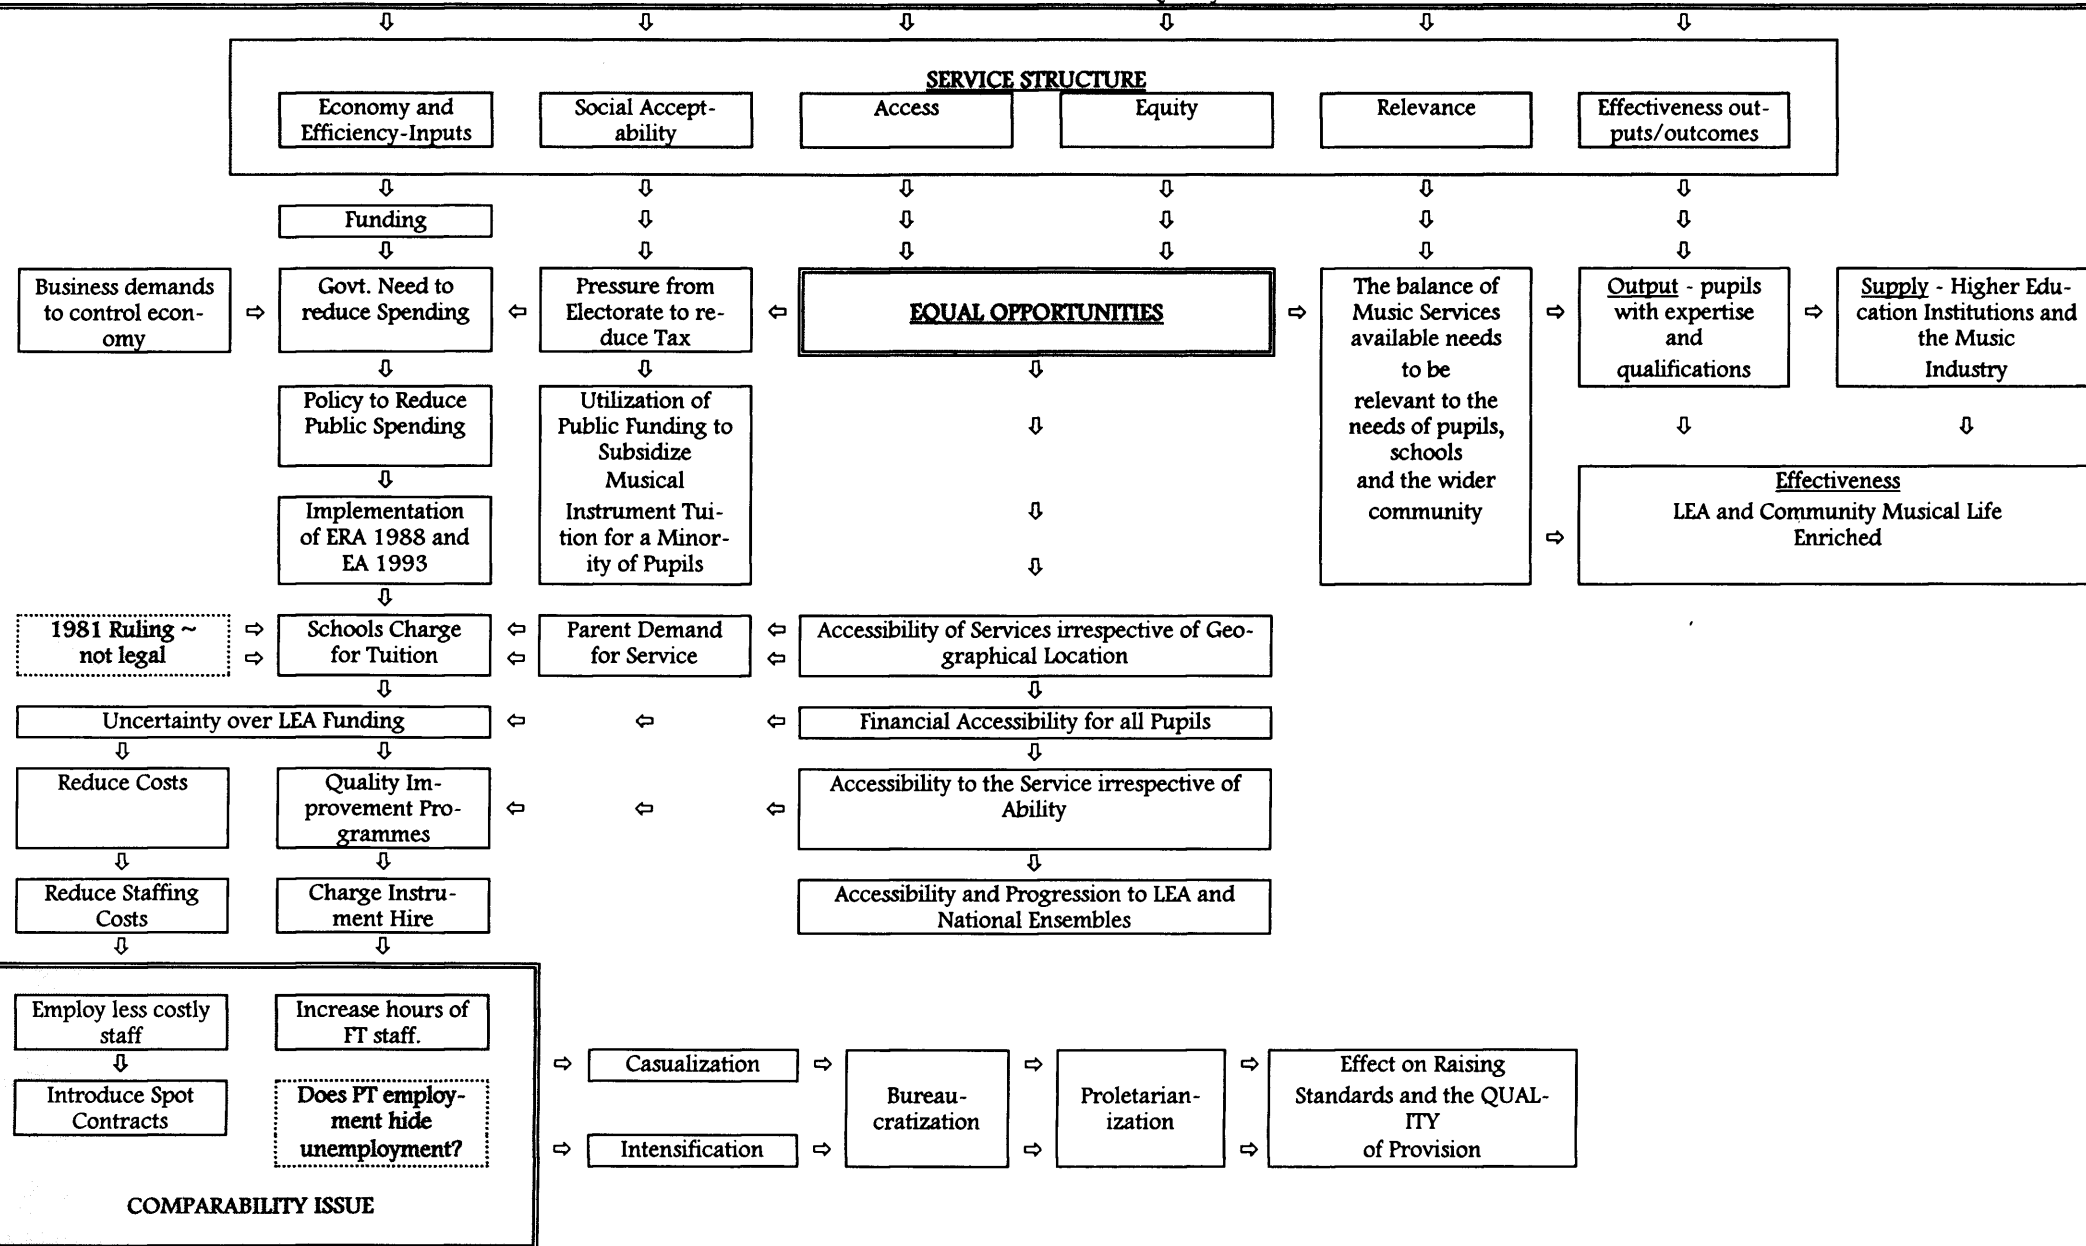 SERVICE STRUCTURE
Economy and
Efficiency-Inputs
Social Accept-
ability
Access
Equity
Relevance
Effectiveness out-
puts/outcomes
Funding
Business demands
to control econ-
omy
Govt. Need to
reduce Spending
Pressure from
Electorate to re-
duce Tax
EQUAL OPPORTUNITIES
The balance of
Music Services
available needs
to be
relevant to the
needs of pupils,
schools
and the wider
community
Output - pupils
with expertise
and
qualifications
Supply - Higher Edu-
cation Institutions and
the Music
Industry
Policy to Reduce
Public Spending
Utilization of
Public Funding to
Subsidize
Musical
Instrument Tui-
tion for a Minor-
ity of Pupils
Effectiveness
LEA and Community Musical Life
Enriched
Implementation
of ERA 1988 and
EA 1993
1981 Ruling ~
not legal
Schools Charge
for Tuition
Parent Demand
for Service
Accessibility of Services irrespective of Geo-
graphical Location
Uncertainty over LEA Funding
Financial Accessibility for all Pupils
Reduce Costs
Quality Im-
provement Pro-
grammes
Accessibility to the Service irrespective of
Ability
Reduce Staffing
Costs
Charge Instru-
ment Hire
Accessibility and Progression to LEA and
National Ensembles
Employ less costly
staff
Increase hours of
FT staff.
Introduce Spot
Contracts
Does PT employ-
ment hide
unemployment?
COMPARABILITY ISSUE
Casualization
Intensification
Bureau-
cratization
Proletarian-
ization
Effect on Raising
Standards and the QUAL-
ITY
of Provision